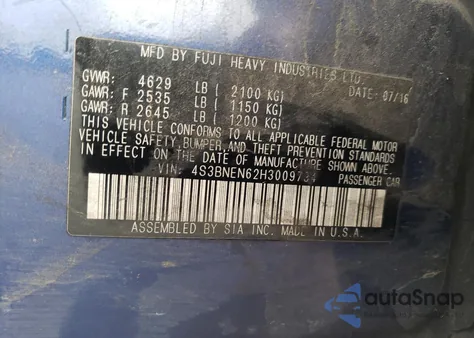 MFD BY FUJI HEAVY INDUSTRIES LTD.
GVWR: 4629 LB ( 2100 KG) DATE: 07/16
GAWR: F 2535 LB ( 1150 KG)
GAWR: R 2645 LB ( 1200 KG)
THIS VEHICLE CONFORMS TO ALL APPLICABLE FEDERAL MOTOR
VEHICLE SAFETY, BUMPER, AND THEFT PREVENTION STANDARDS
IN EFFECT ON THE DATE OF MANUFACTURE SHOWN ABOVE.
VIN: 4S3BNEN62H3009734 PASSENGER CAR
ASSEMBLED BY SIA INC. MADE IN U.S.A.
autoSnap